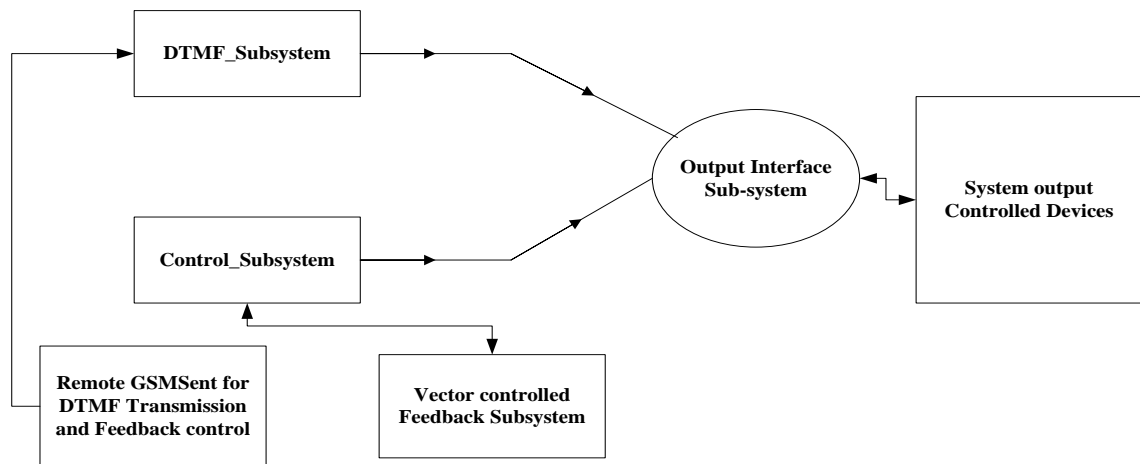 DTMF_Subsystem
Output Interface
Sub-system
System output
Controlled Devices
Control_Subsystem
Remote GSMSent for
DTMF Transmission
and Feedback control
Vector controlled
Feedback Subsystem